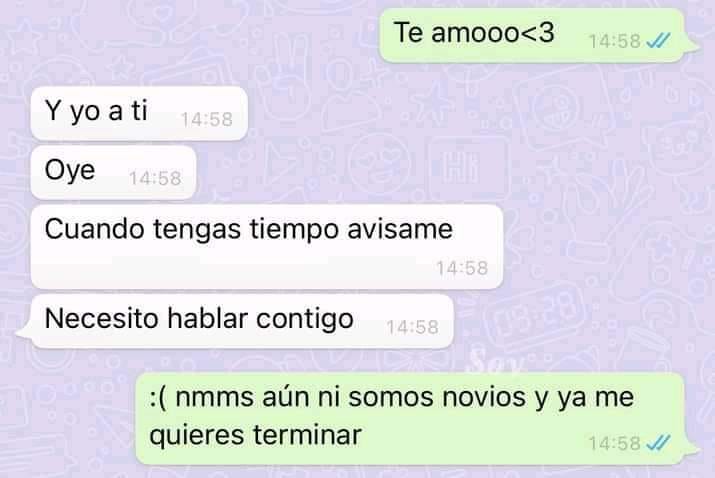 Te amooo<3 14:58
Y yo a ti 14:58
Oye 14:58
Cuando tengas tiempo avisame
14:58
Necesito hablar contigo 14:58
:( nmms aún ni somos novios y ya me
quieres terminar 14:58